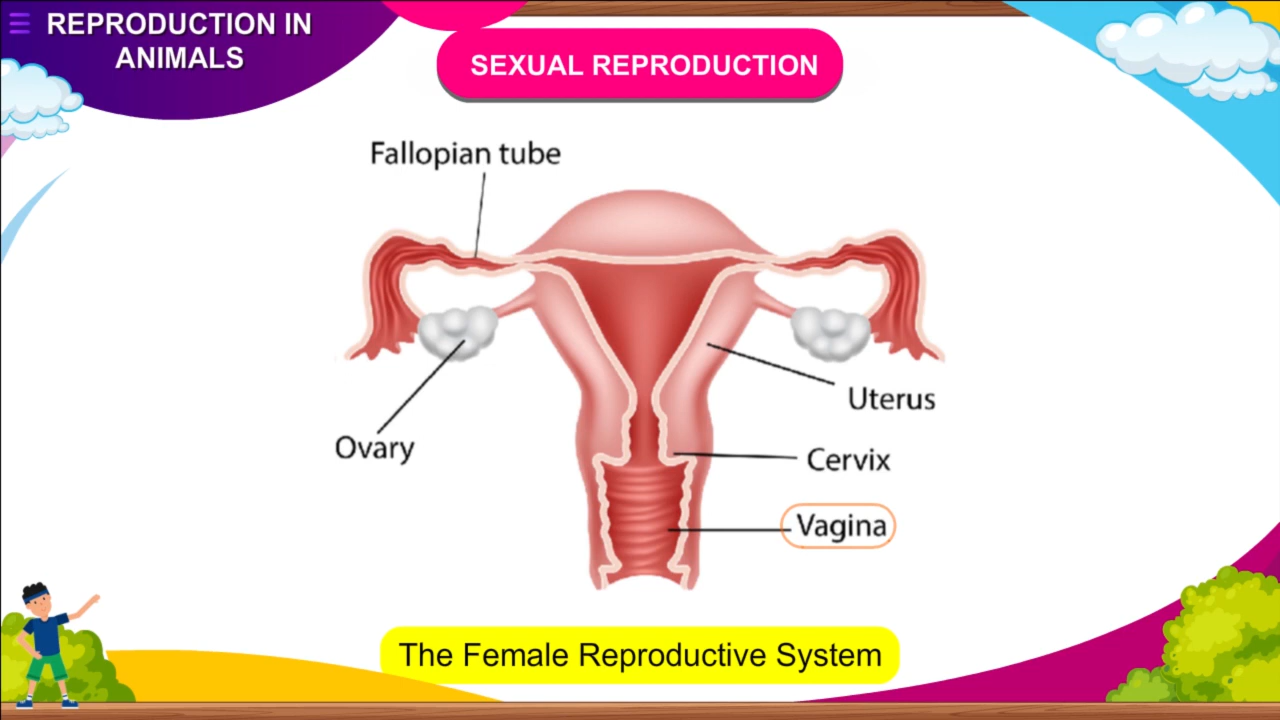 REPRODUCTION IN
ANIMALS
SEXUAL REPRODUCTION
Fallopian tube
Ovary
Uterus
Cervix
Vagina
The Female Reproductive System